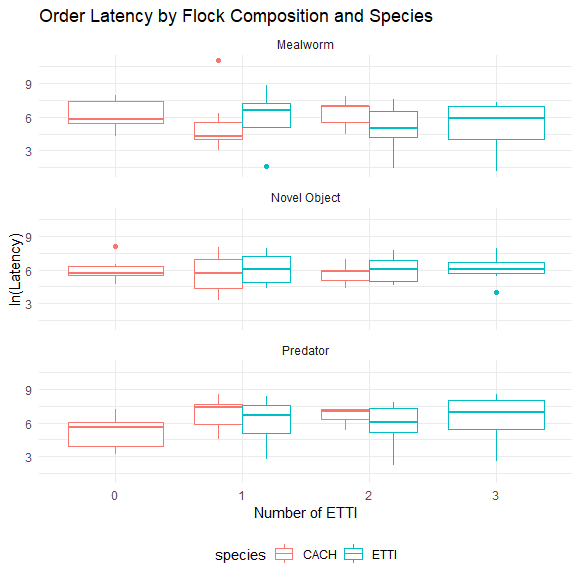 Order Latency by Flock Composition and Species
Mealworm
9
6
3
Novel Object
9
6
3
ln(Latency)
Predator
9
6
3
0 1 2 3
Number of ETTI
species CACH ETTI